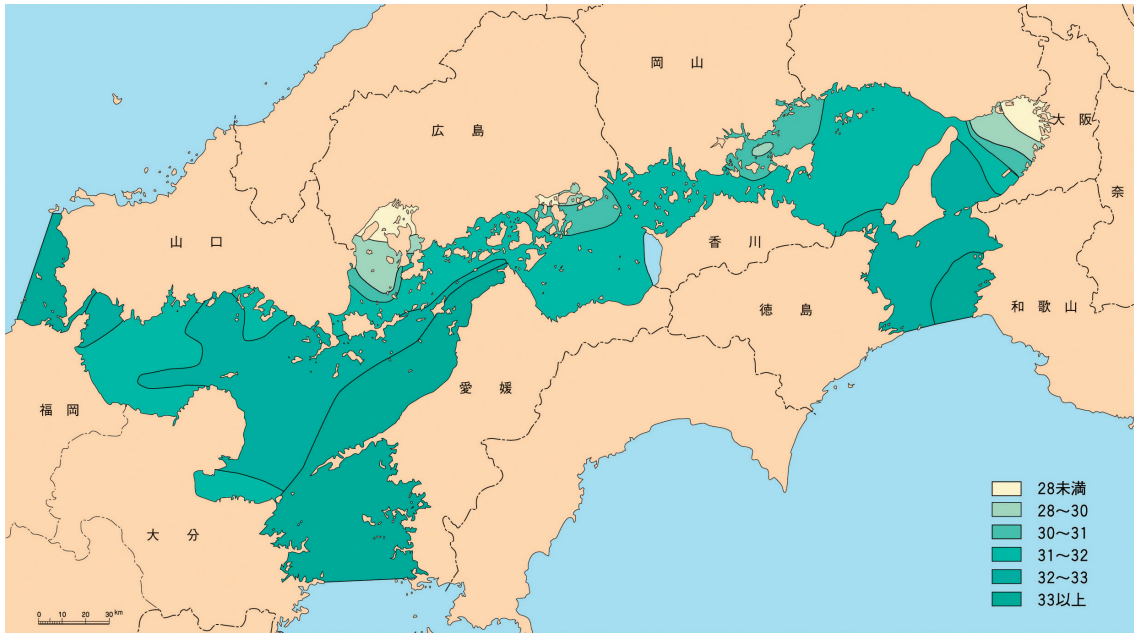 岡山
広島
大阪
奈
山口
香川
徳島
和歌山
愛媛
福岡
大分
28未満
28～30
30～31
31～32
32～33
33以上
0 10 20 30 km